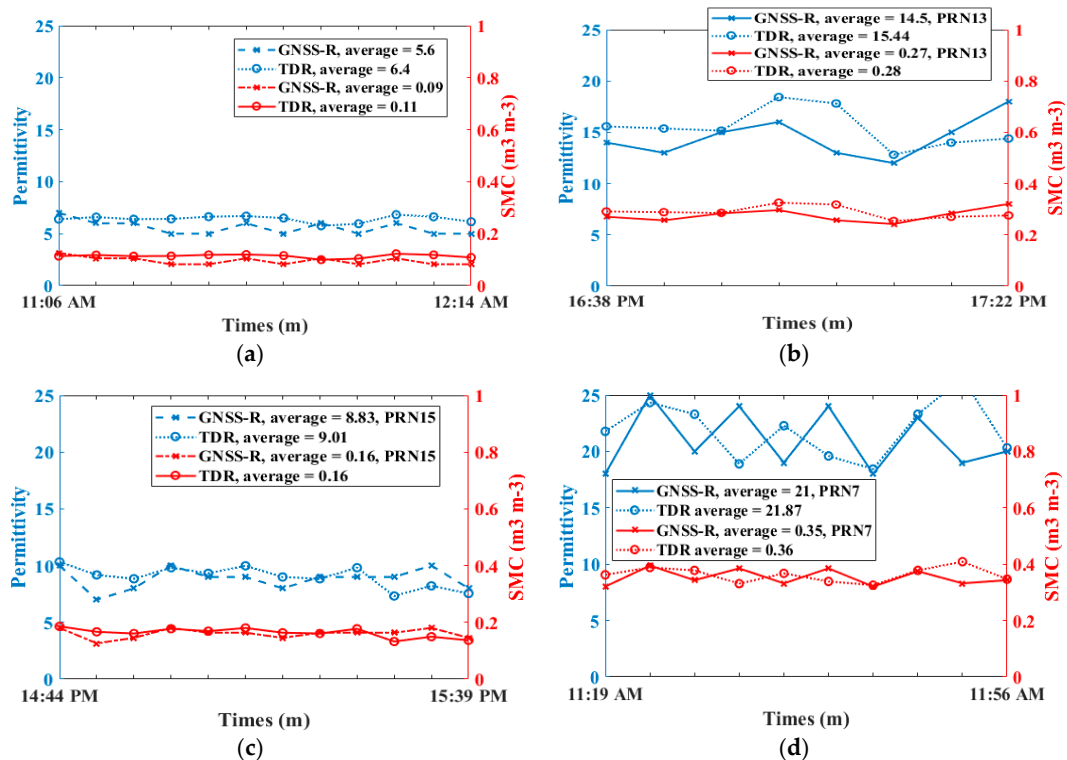 25
20
15
10
5
0
Permittivity
GNSS-R, average = 5.6
TDR, average = 6.4
GNSS-R, average = 0.09
TDR, average = 0.11
1
0.8
0.6
0.4
0.2
0
SMC (m3 m-3)
11:06 AM
12:14 AM
Times (m)
(a)
25
20
15
10
5
0
Permittivity
GNSS-R, average = 14.5, PRN13
TDR, average = 15.44
GNSS-R, average = 0.27, PRN13
TDR, average = 0.28
1
0.8
0.6
0.4
0.2
0
SMC (m3 m-3)
16:38 PM
17:22 PM
Times (m)
(b)
25
20
15
10
5
0
Permittivity
GNSS-R, average = 8.83, PRN15
TDR, average = 9.01
GNSS-R, average = 0.16, PRN15
TDR, average = 0.16
1
0.8
0.6
0.4
0.2
0
SMC (m3 m-3)
14:44 PM
15:39 PM
Times (m)
(c)
25
20
15
10
5
0
Permittivity
GNSS-R, average = 21, PRN7
TDR average = 21.87
GNSS-R, average = 0.35, PRN7
TDR average = 0.36
1
0.8
0.6
0.4
0.2
0
SMC (m3 m-3)
11:19 AM
11:56 AM
Times (m)
(d)